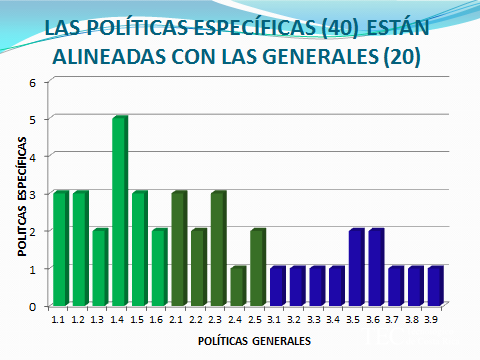 LAS POLÍTICAS ESPECÍFICAS (40) ESTÁN
ALINEADAS CON LAS GENERALES (20)
6
5
4
3
2
1
0
POLITCAS ESPECÍFICAS
1.1 1.2 1.3 1.4 1.5 1.6 2.1 2.2 2.3 2.4 2.5 3.1 3.2 3.3 3.4 3.5 3.6 3.7 3.8 3.9
POLÍTICAS GENERALES